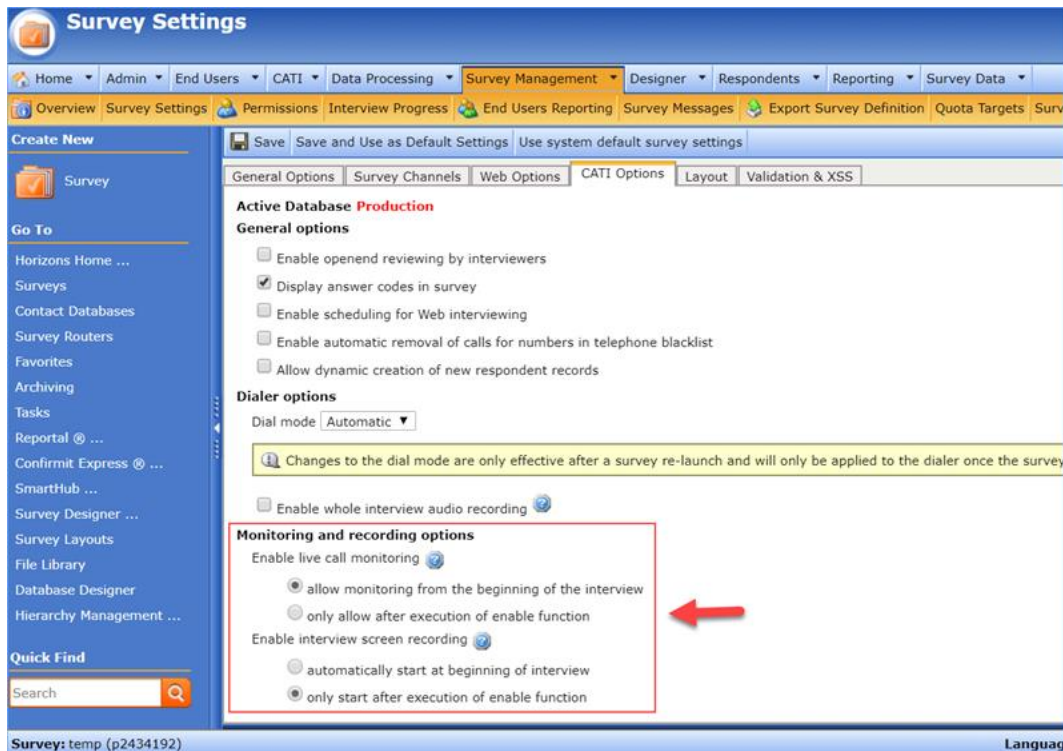 Survey Settings
Home Admin End Users CATI Data Processing Survey Management Designer Respondents Reporting Survey Data
Overview Survey Settings Permissions Interview Progress End Users Reporting Survey Messages Export Survey Definition Quota Targets Surv
Create New
Survey
Go To
Horizons Home ...
Surveys
Contact Databases
Survey Routers
Favorites
Archiving
Tasks
Reportal ® ...
Confirmit Express ® ...
SmartHub ...
Survey Designer ...
Survey Layouts
File Library
Database Designer
Hierarchy Management ...
Quick Find
Search
Save Save and Use as Default Settings Use system default survey settings
General Options Survey Channels Web Options CATI Options Layout Validation & XSS
Active Database Production
General options
Enable openend reviewing by interviewers
Display answer codes in survey
Enable scheduling for Web interviewing
Enable automatic removal of calls for numbers in telephone blacklist
Allow dynamic creation of new respondent records
Dialer options
Dial mode Automatic
Changes to the dial mode are only effective after a survey re-launch and will only be applied to the dialer once the survey
Enable whole interview audio recording
Monitoring and recording options
Enable live call monitoring
allow monitoring from the beginning of the interview
only allow after execution of enable function
Enable interview screen recording
automatically start at beginning of interview
only start after execution of enable function
Survey: temp (p2434192)
Languag